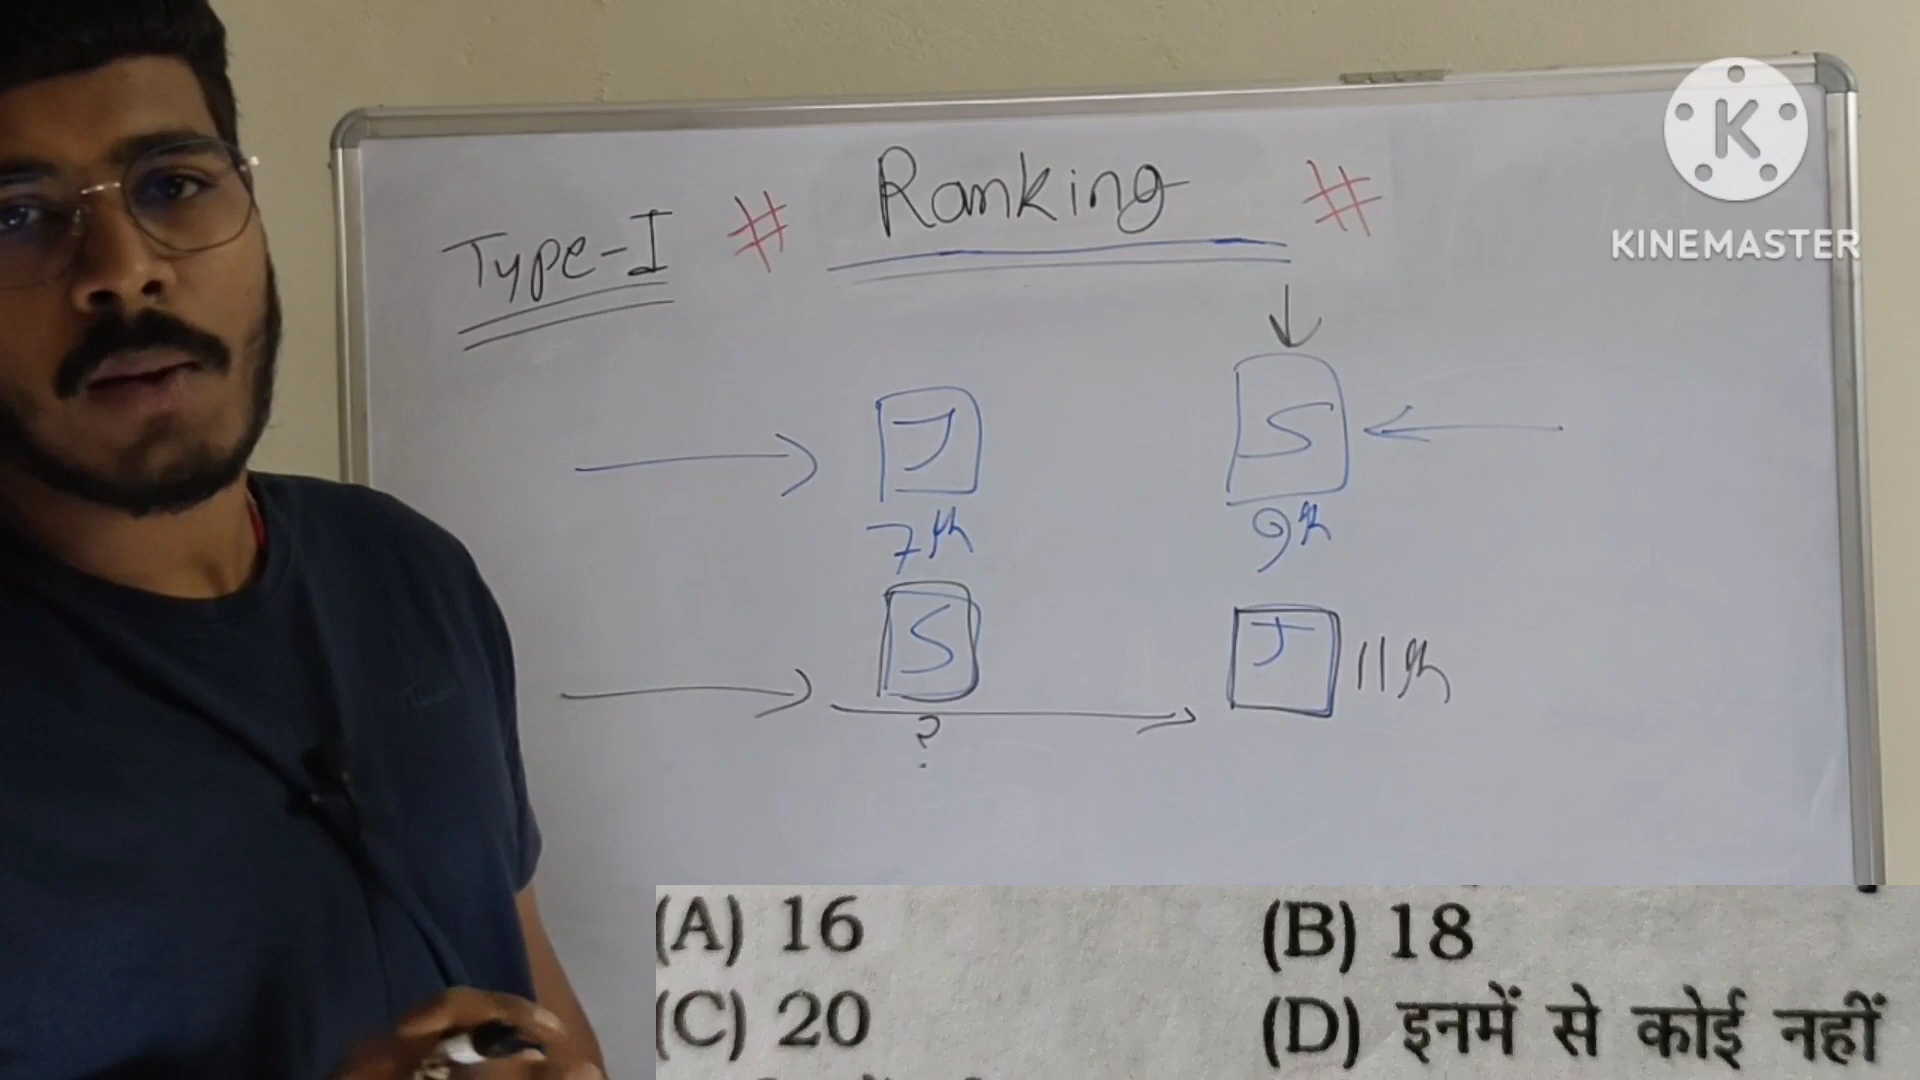 # Ranking #
Type-I
J S
7th 9th
S J 11th
?
(A) 16 (B) 18
(C) 20 (D) इनमें से कोई नहीं
K
KINEMASTER